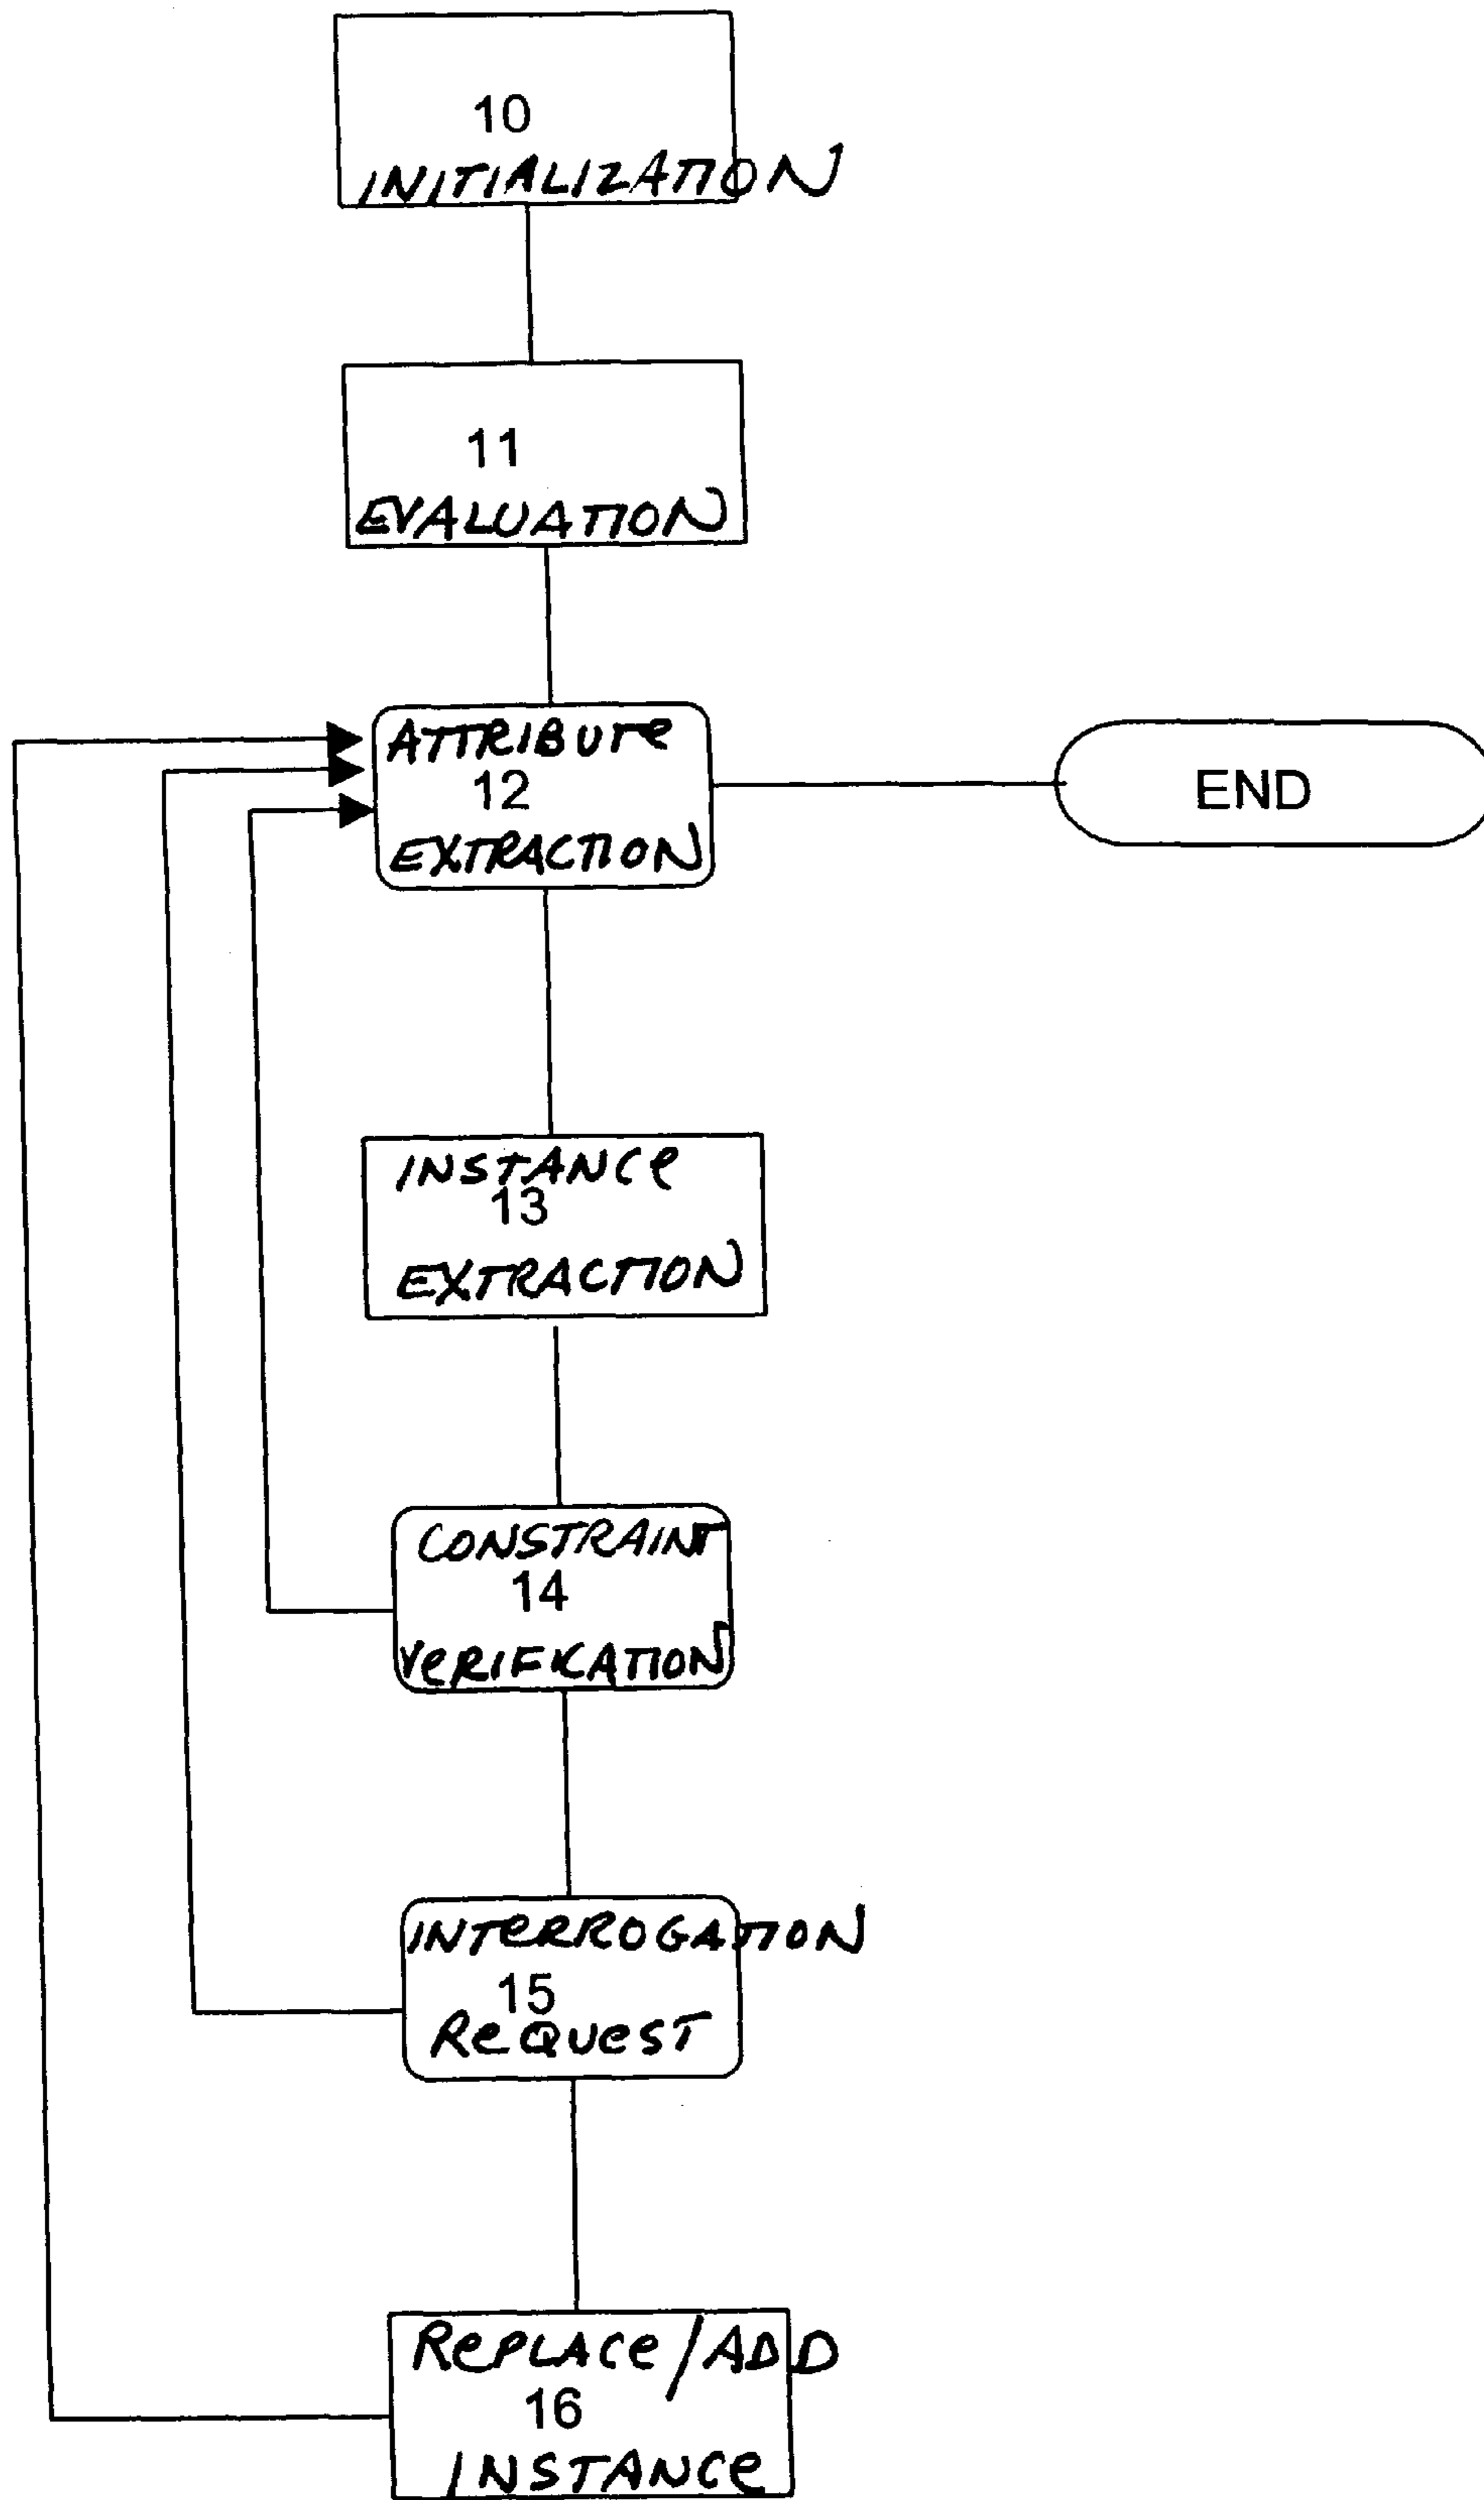 10
INITIALIZATION
11
EVALUATION
ATTRIBUTE
12
EXTRACTION
END
INSTANCE
13
EXTRACTION
CONSTRAINT
14
VERIFICATION
INTERROGATION
15
REQUEST
REPLACE/ADD
16
INSTANCE